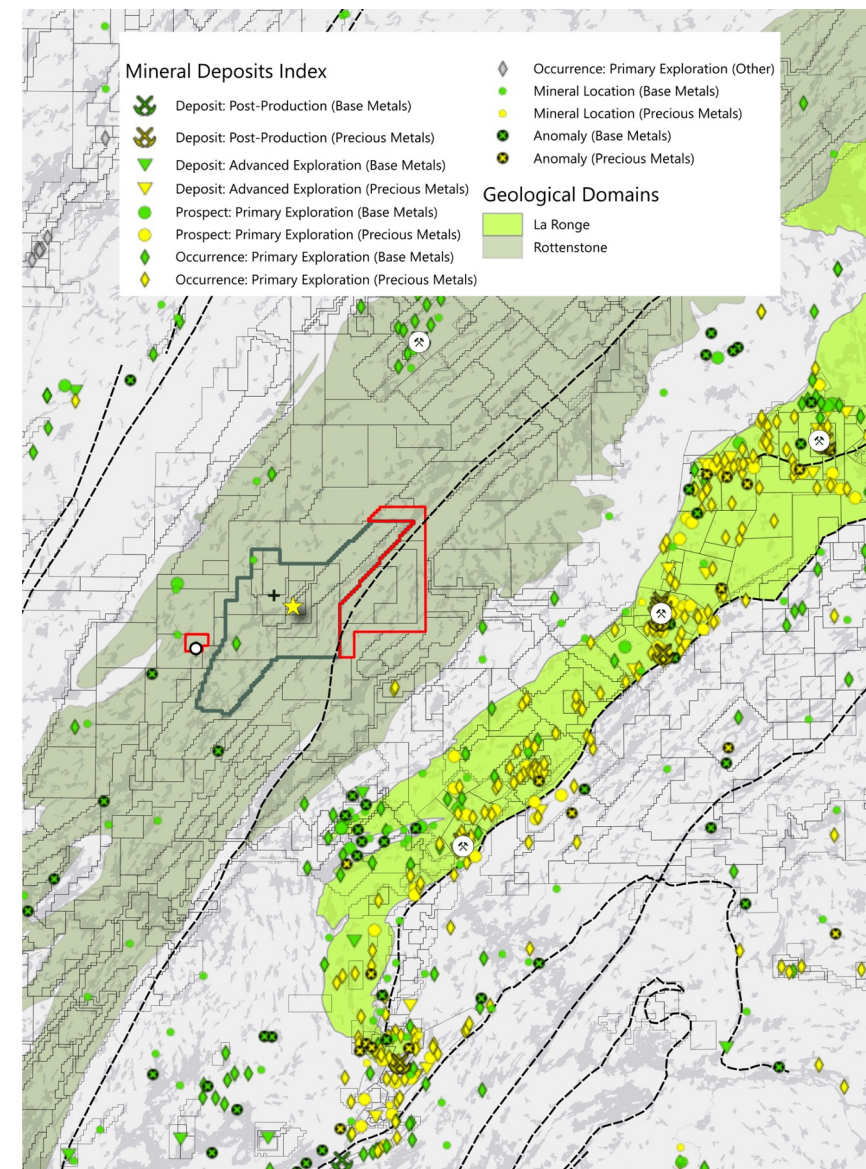 Mineral Deposits Index
Deposit: Post-Production (Base Metals)
Deposit: Post-Production (Precious Metals)
Deposit: Advanced Exploration (Base Metals)
Deposit: Advanced Exploration (Precious Metals)
Prospect: Primary Exploration (Base Metals)
Prospect: Primary Exploration (Precious Metals)
Occurrence: Primary Exploration (Base Metals)
Occurrence: Primary Exploration (Precious Metals)
Occurrence: Primary Exploration (Other)
Mineral Location (Base Metals)
Mineral Location (Precious Metals)
Anomaly (Base Metals)
Anomaly (Precious Metals)
Geological Domains
La Ronge
Rottenstone